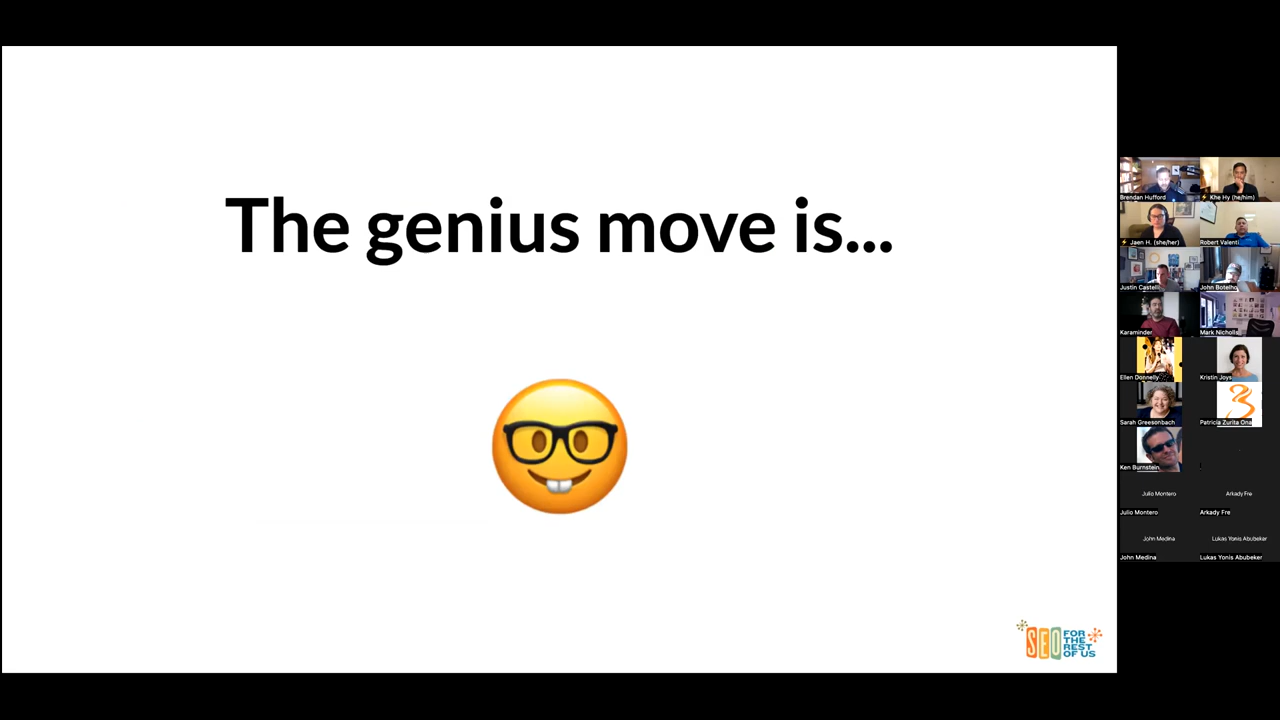 The genius move is...
SEO FOR
THE
REST
OF US
Brendan Hufford
Khe Hy (he/him)
Jaen H. (she/her)
Robert Valenti
Justin Castelli
John Botelho
Karaminder
Mark Nicholls
Ellen Donnelly
Kristin Joys
Sarah Greesonbach
Patricia Zurita Ona
Ken Burnstein
Julio Montero
Arkady Fre
Julio Montero
Arkady Fre
John Medina
Lukas Yonis Abubeker
John Medina
Lukas Yonis Abubeker